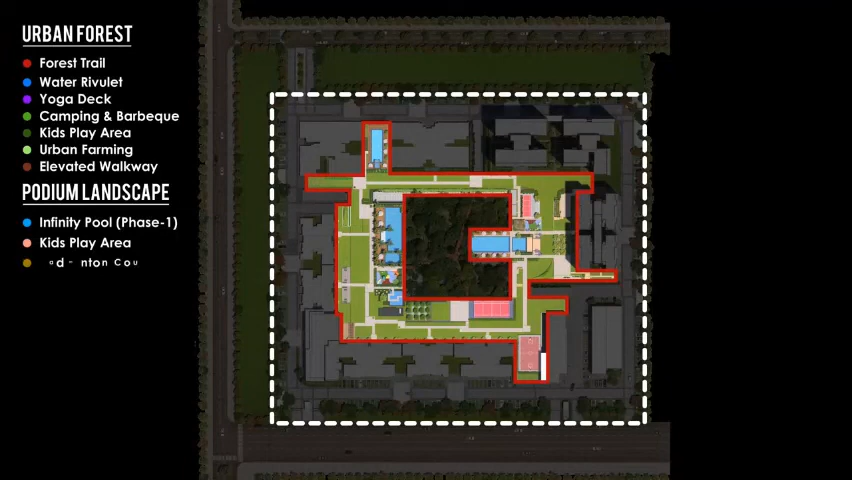 URBAN FOREST
Forest Trail
Water Rivulet
Yoga Deck
Camping & Barbeque
Kids Play Area
Urban Farming
Elevated Walkway
PODIUM LANDSCAPE
Infinity Pool (Phase-1)
Kids Play Area